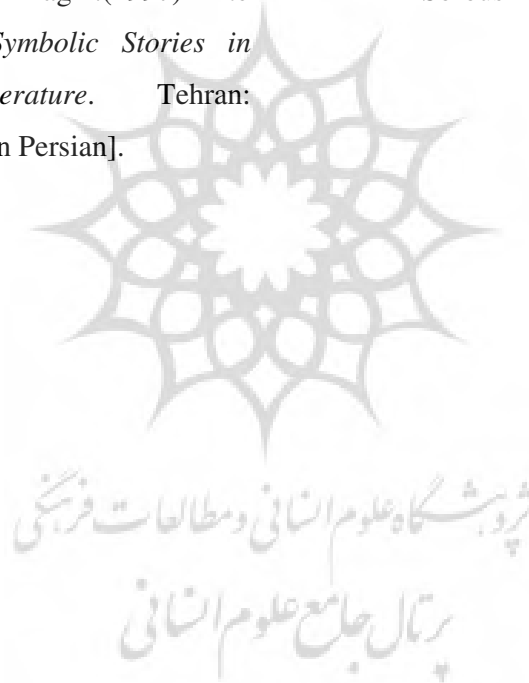 Symbolic Stories in
erature. Tehran:
n Persian].
پژوهشگاه علوم انسانی و مطالعات فرهنگی
پرتال جامع علوم انسانی